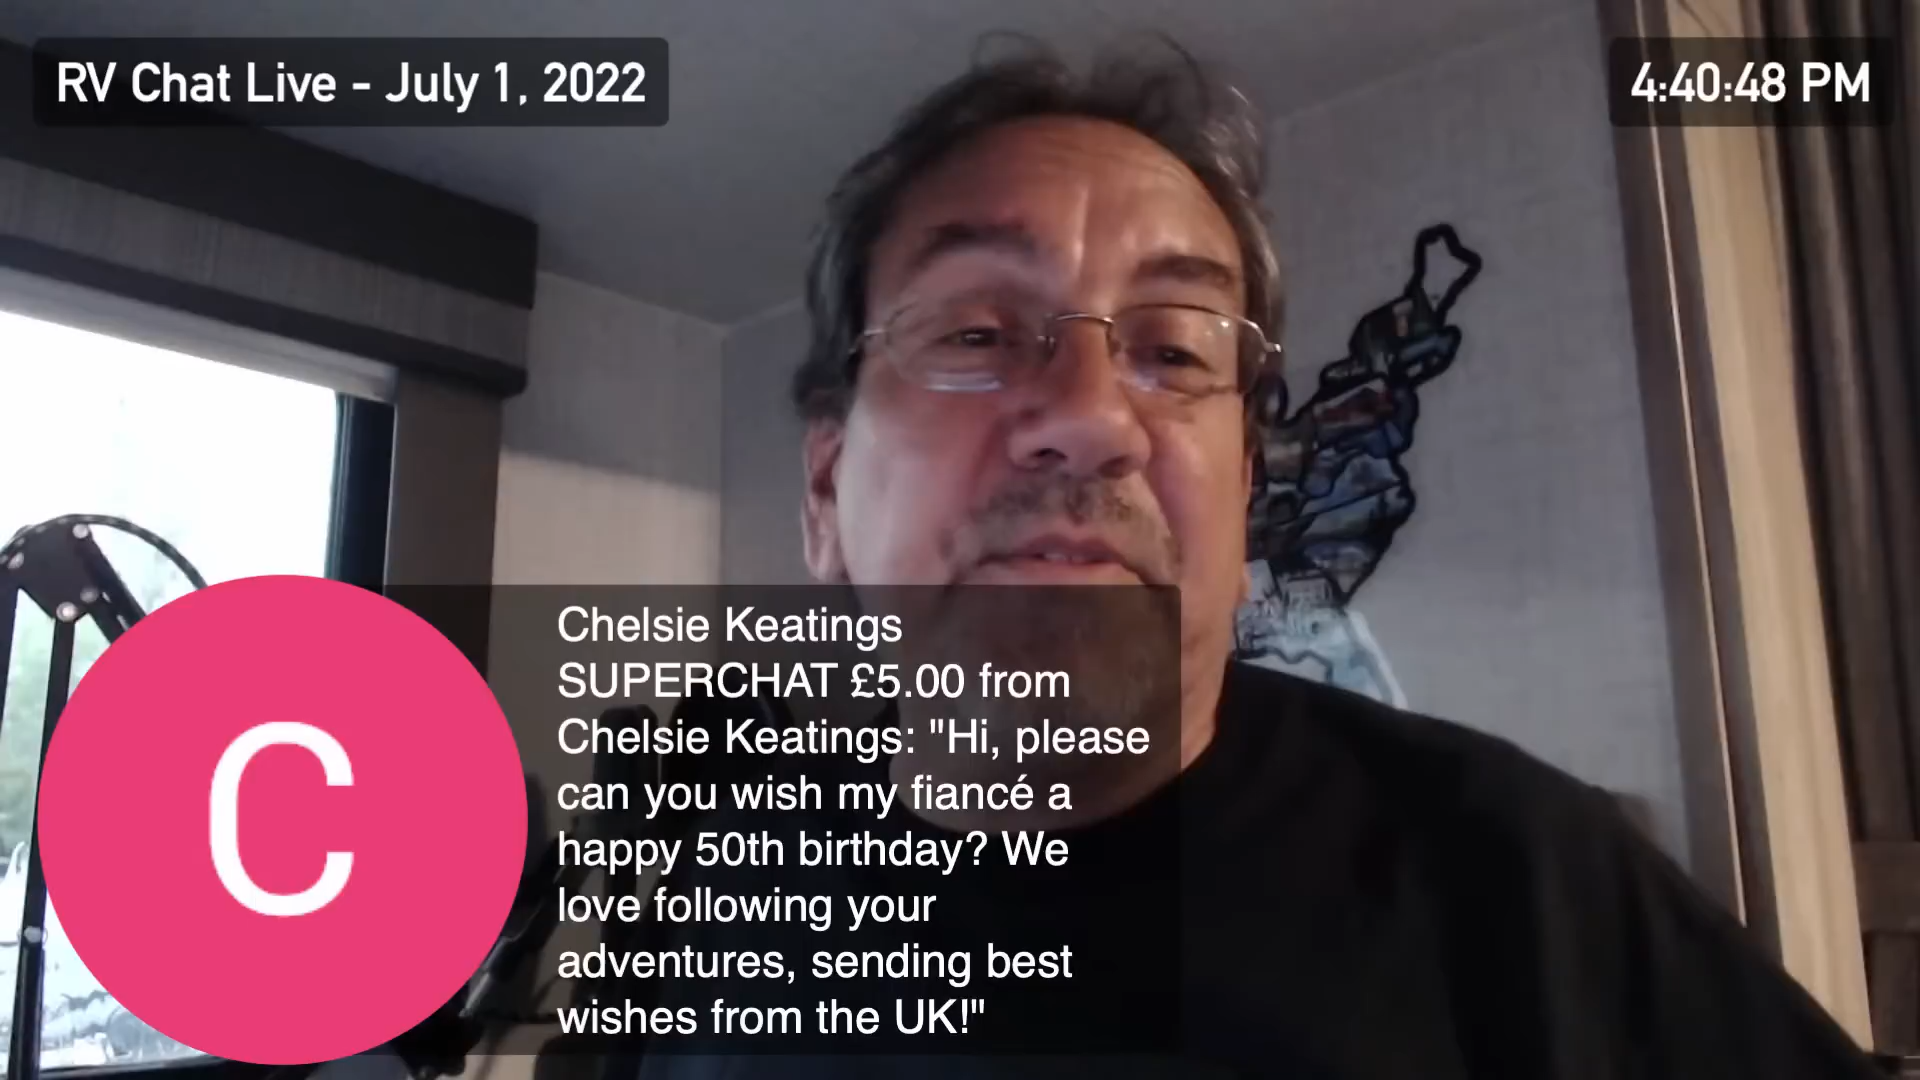 RV Chat Live - July 1, 2022
4:40:48 PM
C
Chelsie Keatings
SUPERCHAT £5.00 from
Chelsie Keatings: "Hi, please
can you wish my fiancé a
happy 50th birthday? We
love following your
adventures, sending best
wishes from the UK!"